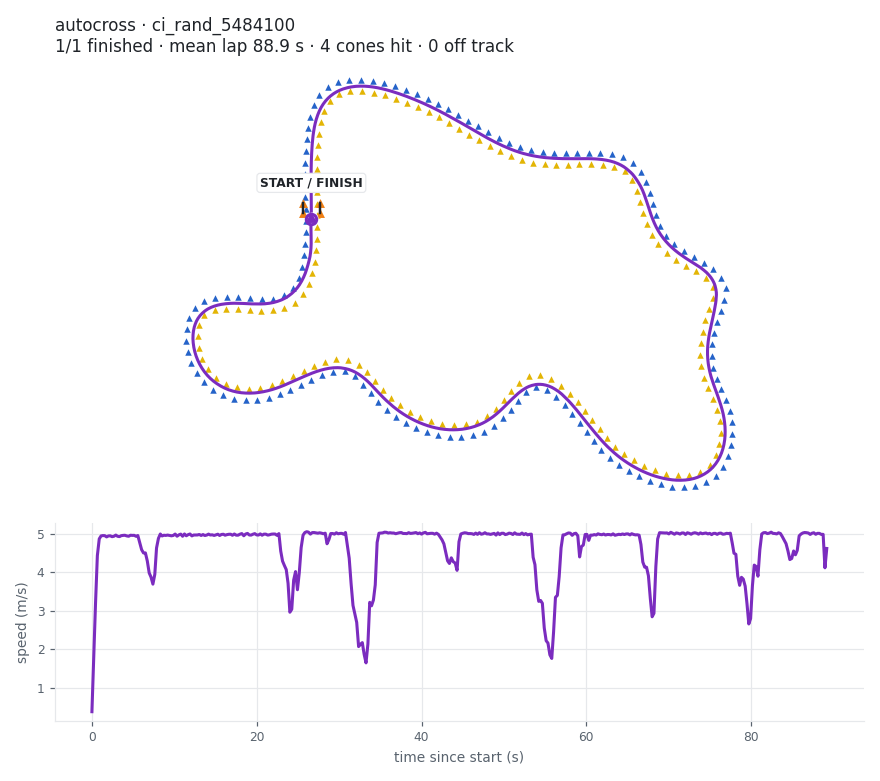 autocross · ci_rand_5484100
1/1 finished · mean lap 88.9 s · 4 cones hit · 0 off track
START / FINISH
5
4
3
2
1
speed (m/s)
0
20
40
60
80
time since start (s)